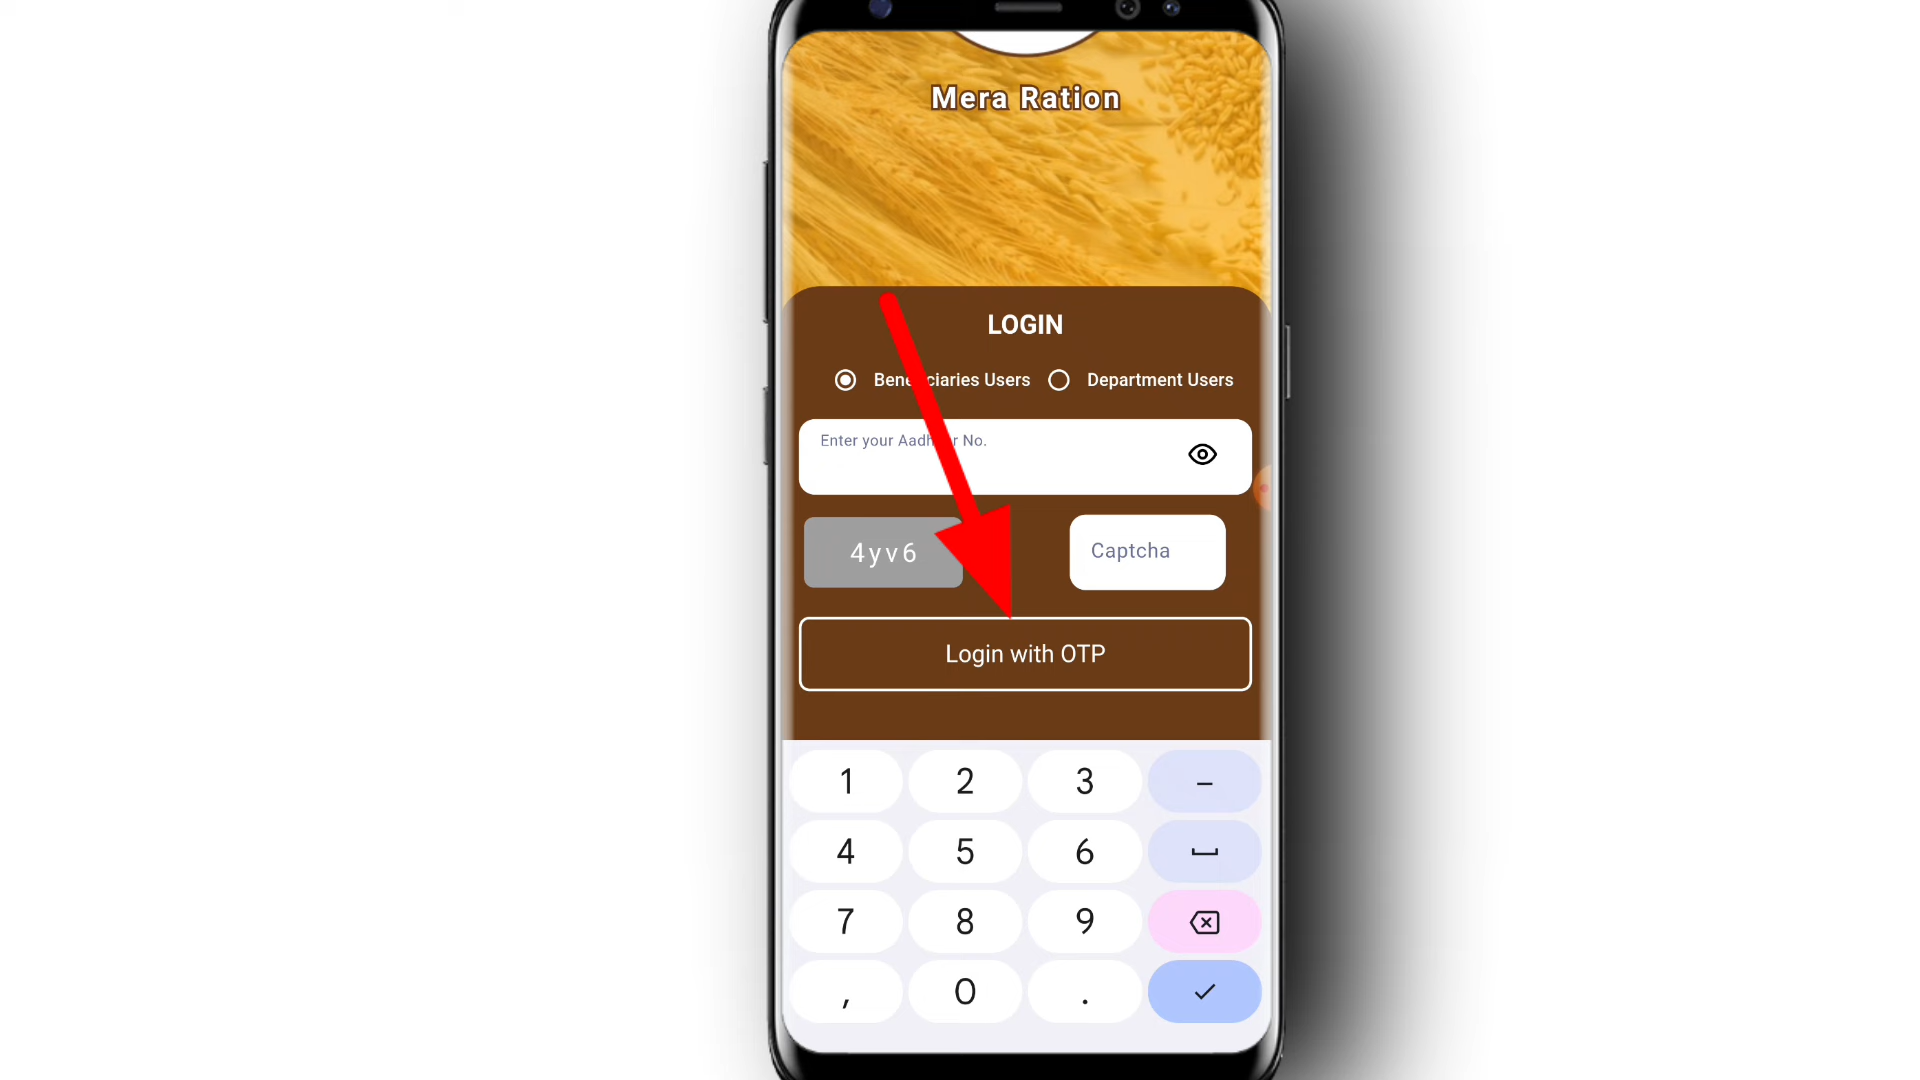 Mera Ration
LOGIN
Users
Department Users
Enter your No.
4yv6
Captcha
Login with OTP
1 2 3 –
4 5 6
7 8 9
, 0 .